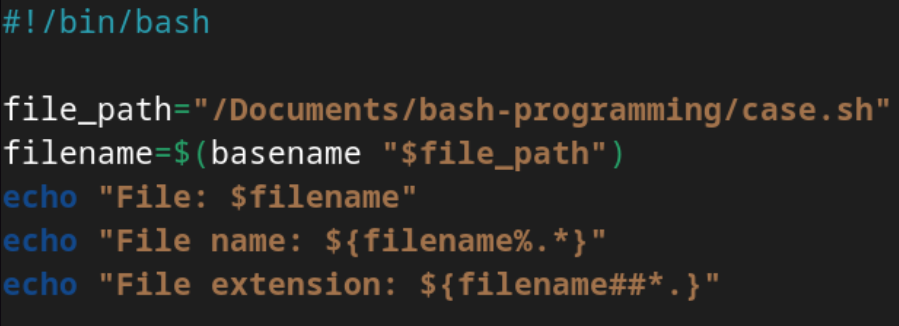 #!/bin/bash
file_path="/Documents/bash-programming/case.sh"
filename=$(basename "$file_path")
echo "File: $filename"
echo "File name: ${filename%.*}"
echo "File extension: ${filename##*.}"